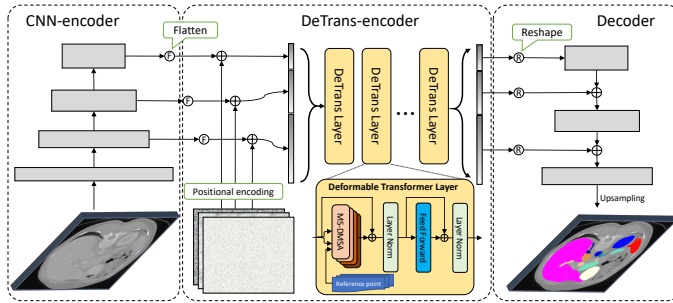 CNN-encoder
DeTrans-encoder
Decoder
Flatten
Reshape
F
F
F
R
R
R
DeTrans Layer
DeTrans Layer
...
DeTrans Layer
Positional encoding
Deformable Transformer Layer
MS-DMSA
Layer Norm
Feed Forward
Layer Norm
Reference point
Upsampling